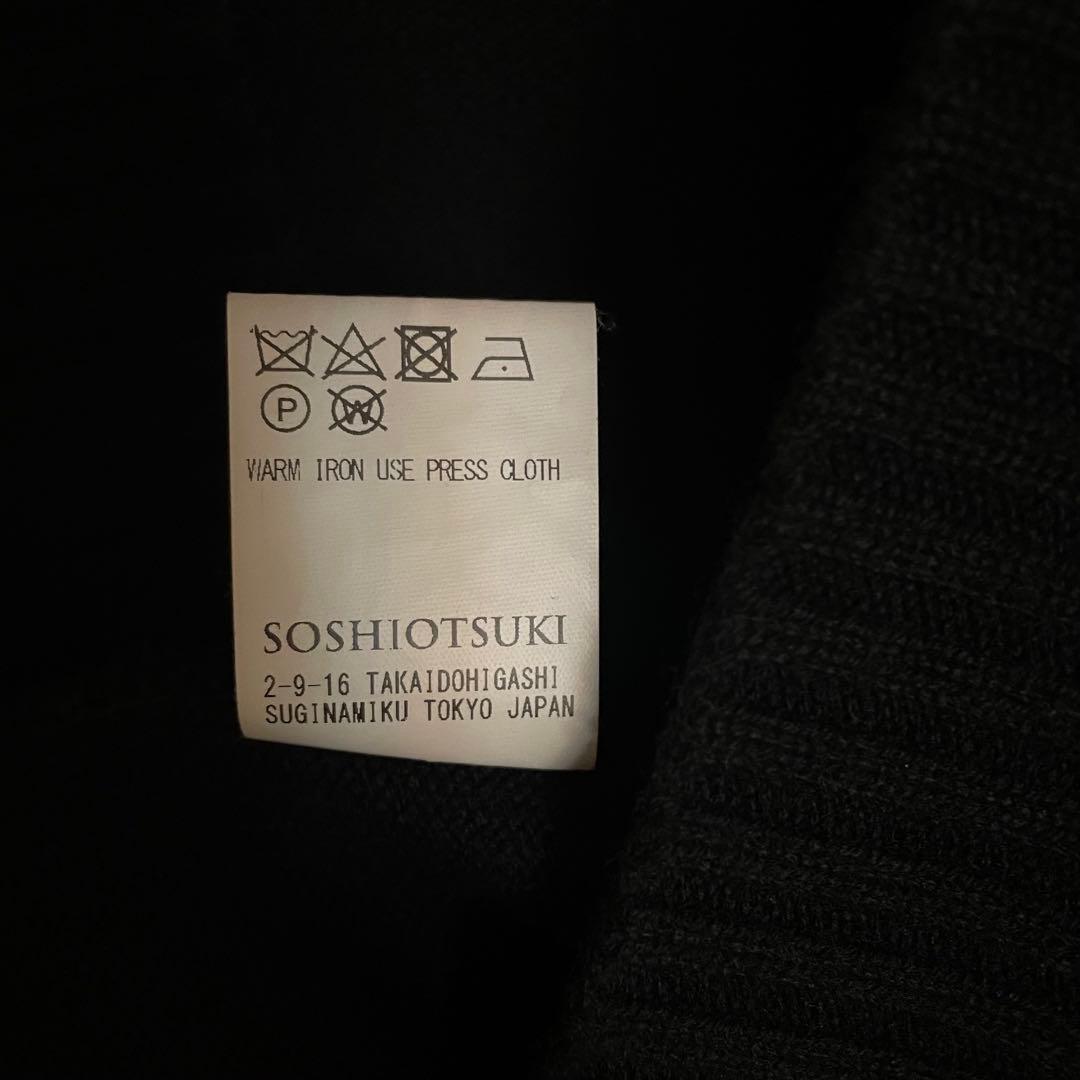 P W
WARM IRON USE PRESS CLOTH
SOSHIOTSUKI
2-9-16 TAKAIDOHIGASHI
SUGINAMIKU TOKYO JAPAN